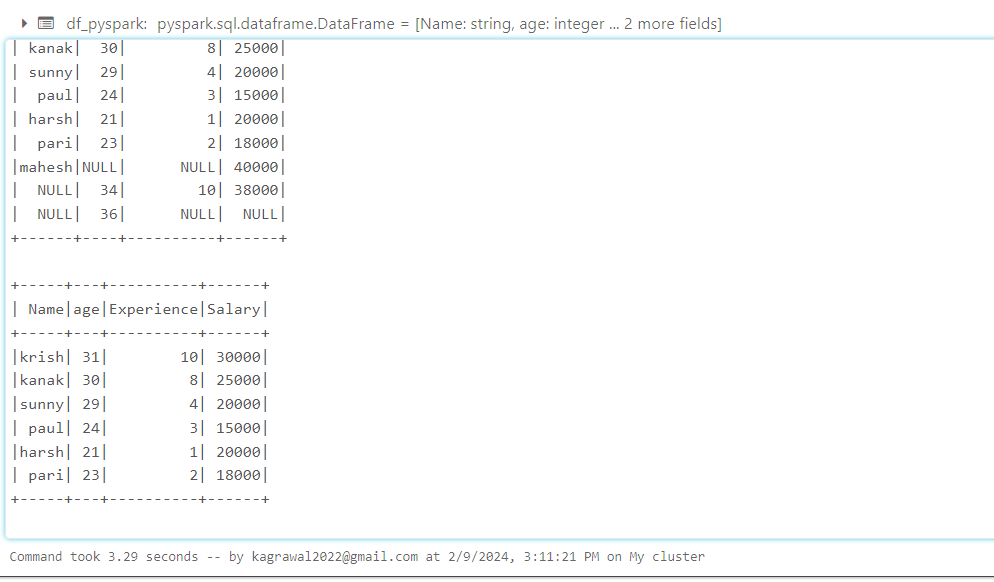 df_pyspark: pyspark.sql.dataframe.DataFrame = [Name: string, age: integer ... 2 more fields]
| kanak|  30|         8| 25000|
| sunny|  29|         4| 20000|
|  paul|  24|         3| 15000|
| harsh|  21|         1| 20000|
|  pari|  23|         2| 18000|
|mahesh|NULL|      NULL| 40000|
|  NULL|  34|        10| 38000|
|  NULL|  36|      NULL|  NULL|
+------+----+----------+------+
+-----+---+----------+------+
| Name|age|Experience|Salary|
+-----+---+----------+------+
|krish| 31|        10| 30000|
|kanak| 30|         8| 25000|
|sunny| 29|         4| 20000|
| paul| 24|         3| 15000|
|harsh| 21|         1| 20000|
| pari| 23|         2| 18000|
+-----+---+----------+------+
Command took 3.29 seconds -- by kagrawal2022@gmail.com at 2/9/2024, 3:11:21 PM on My cluster